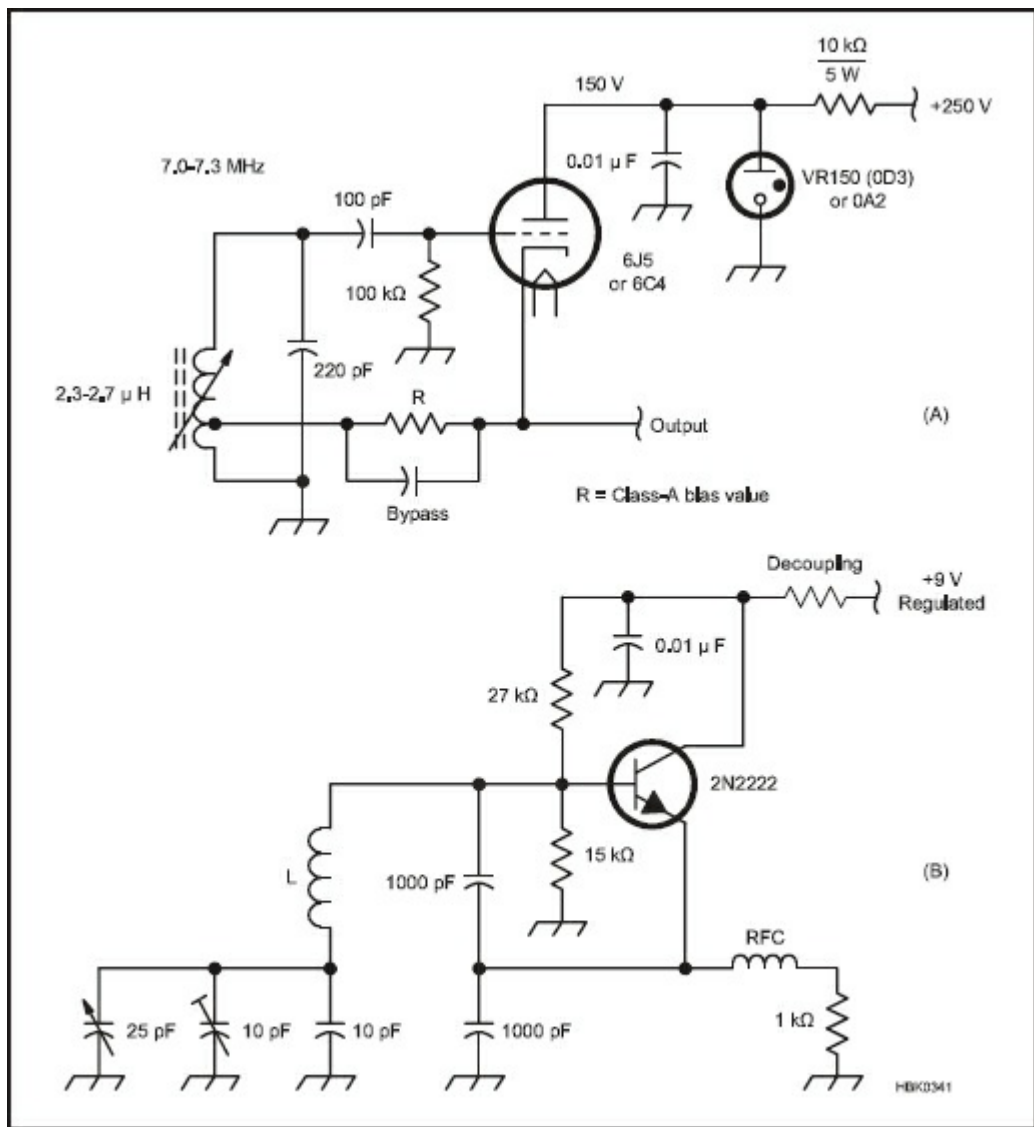 10 kΩ
5 W
150 V
+250 V
7.0-7.3 MHz
0.01 µF
VR150 (0D3)
or 0A2
100 pF
6J5
or 6C4
100 kΩ
220 pF
2.3-2.7 µH
R
Output
(A)
Bypass
R = Class-A bias value
Decoupling
+9 V
Regulated
0.01 µF
27 kΩ
2N2222
15 kΩ
L
1000 pF
(B)
RFC
25 pF
10 pF
10 pF
1000 pF
1 kΩ
HBK0341